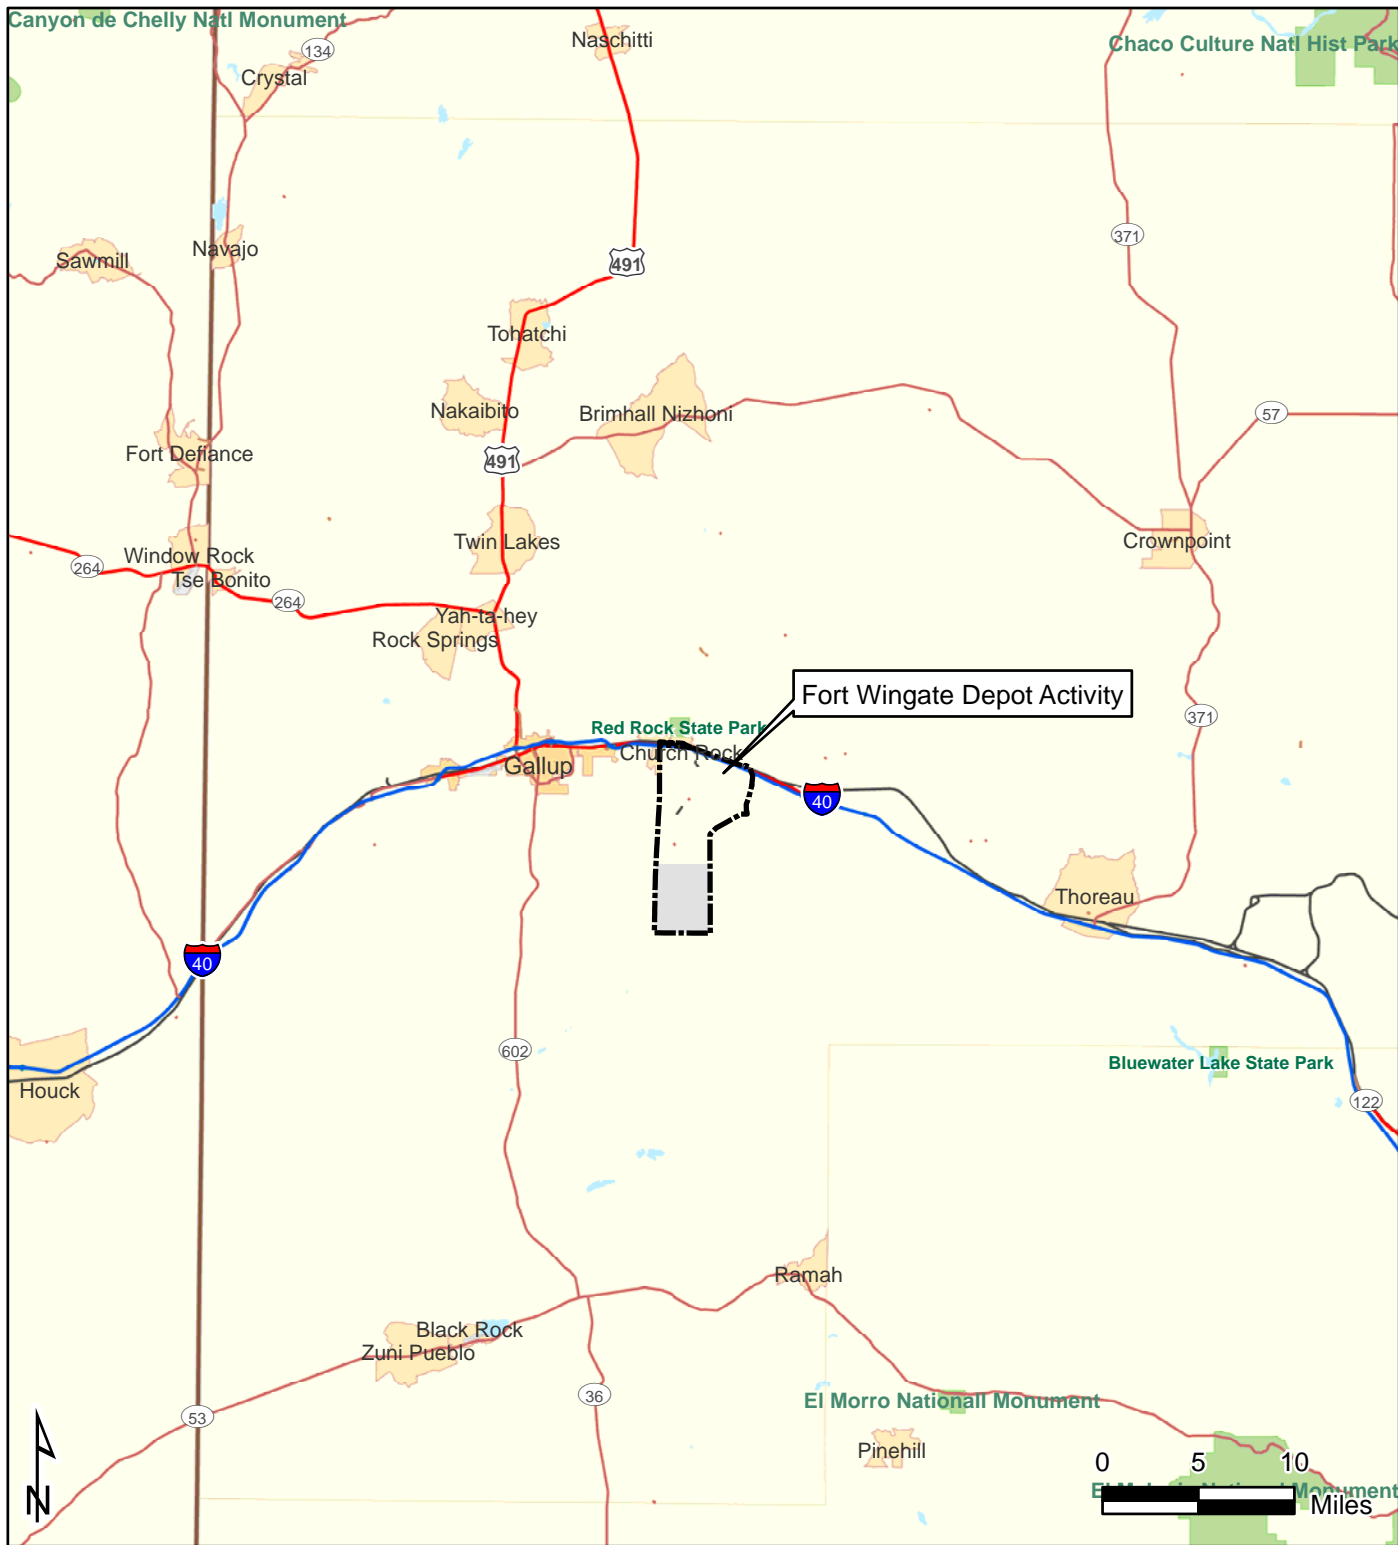 Canyon de Chelly Natl Monument
Naschitti
Chaco Culture Natl Hist Park
134
Crystal
371
Navajo
Sawmill
491
Tohatchi
Nakaibito
Brimhall Nizhoni
57
Fort Defiance
491
Twin Lakes
Crownpoint
Window Rock
264
Tse Bonito
264
Yah-ta-hey
Rock Springs
Fort Wingate Depot Activity
371
Red Rock State Park
Church Rock
Gallup
40
Thoreau
40
602
Bluewater Lake State Park
Houck
122
Ramah
Black Rock
Zuni Pueblo
36
El Morro Nationall Monument
53
Pinehill
0 5 10
Monument
Miles
N